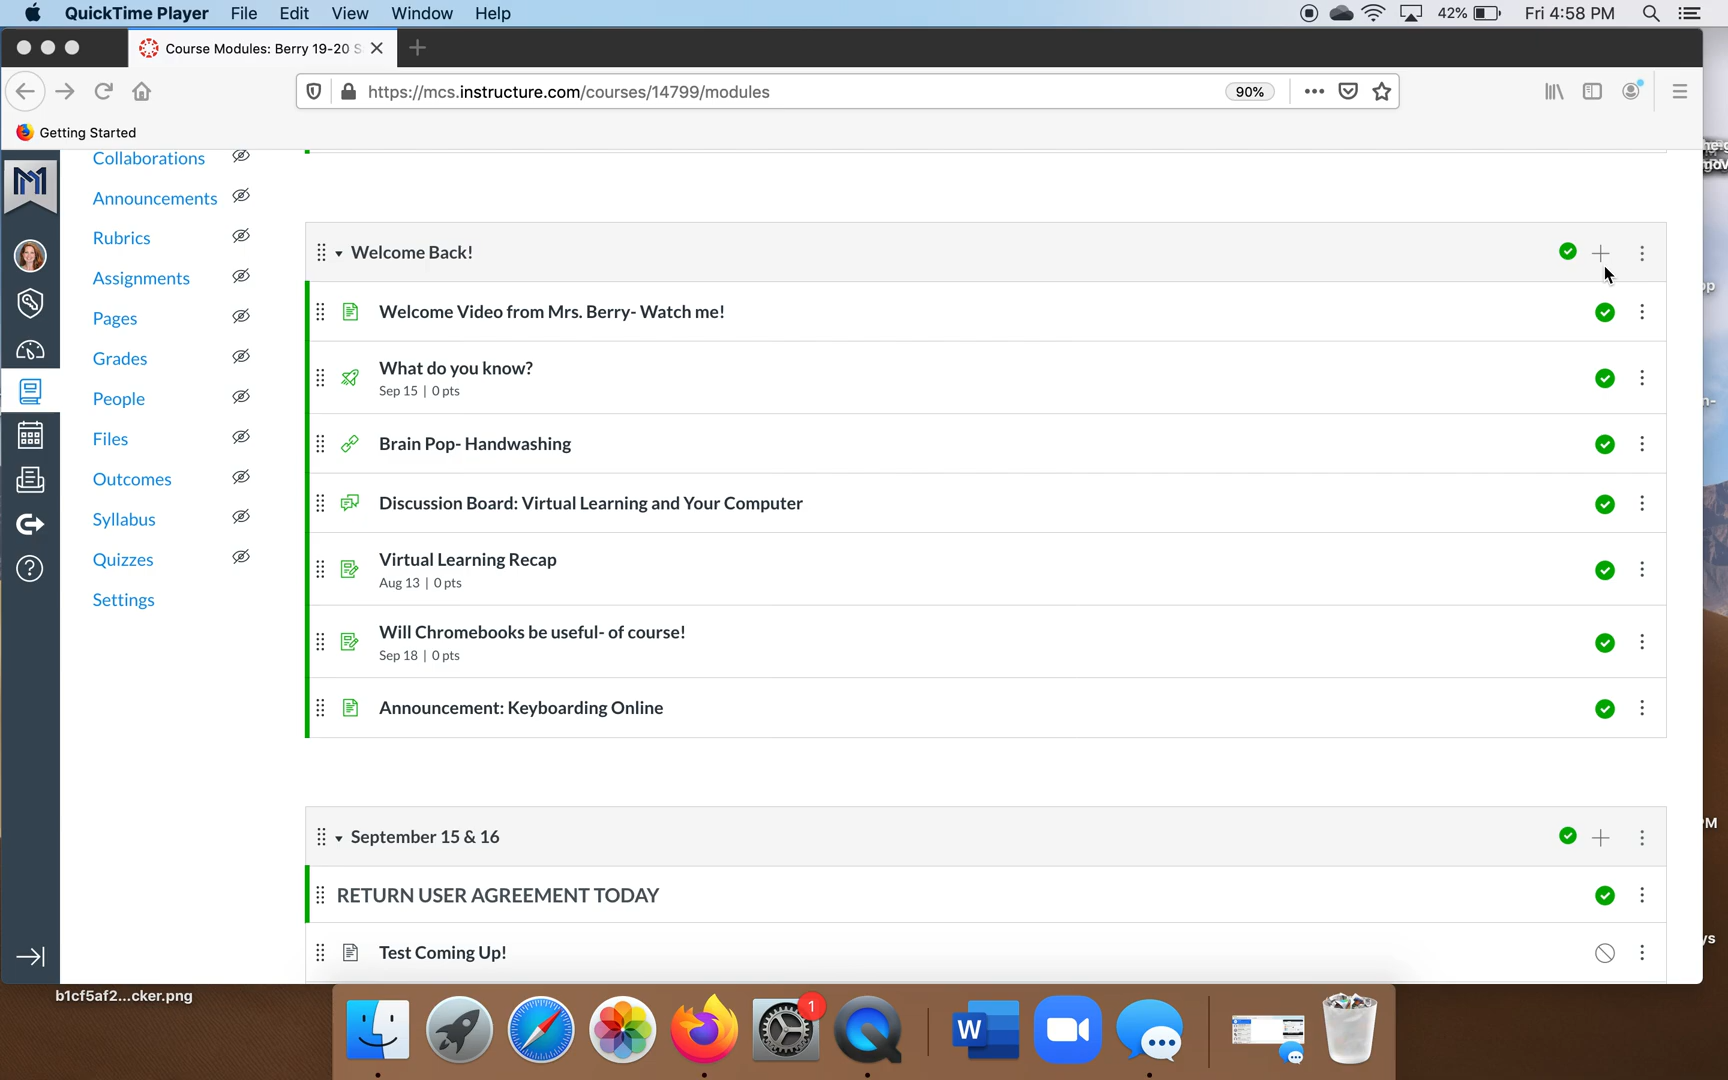 QuickTime Player File Edit View Window Help 42% Fri 4:58 PM
Course Modules: Berry 19-20 S
https://mcs.instructure.com/courses/14799/modules 90%
Getting Started
Collaborations
Announcements
Rubrics
Assignments
Pages
Grades
People
Files
Outcomes
Syllabus
Quizzes
Settings
Welcome Back!
Welcome Video from Mrs. Berry- Watch me!
What do you know?
Sep 15 | 0 pts
Brain Pop- Handwashing
Discussion Board: Virtual Learning and Your Computer
Virtual Learning Recap
Aug 13 | 0 pts
Will Chromebooks be useful- of course!
Sep 18 | 0 pts
Announcement: Keyboarding Online
September 15 & 16
RETURN USER AGREEMENT TODAY
Test Coming Up!
b1cf5af2...cker.png
1
W